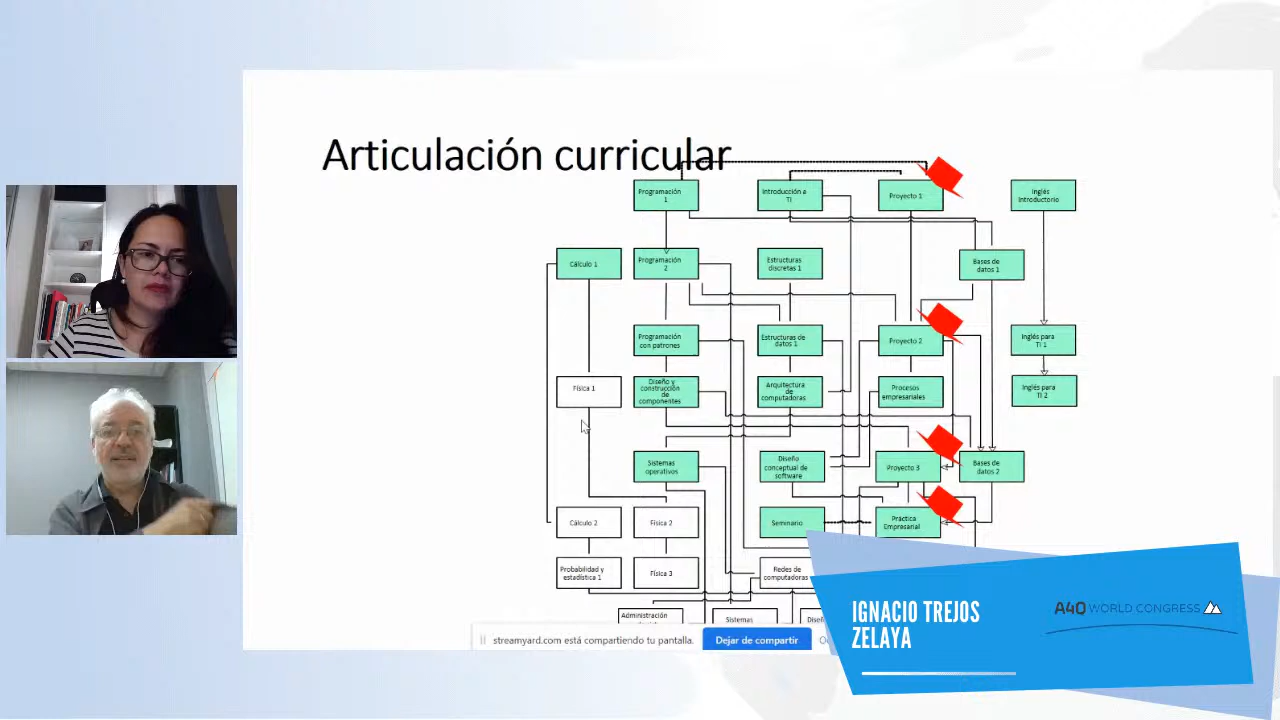 Articulación curricular
Programación
1
Introducción a
TI
Proyecto 1
Inglés
Introductorio
Cálculo 1
Programación
2
Estructuras
discretas 1
Bases de
datos 1
Programación
con patrones
Estructuras de
datos 1
Proyecto 2
Inglés para
TI 1
Física 1
Diseño y
construcción
de
componentes
Arquitectura
de
computadoras
Procesos
empresariales
Inglés para
TI 2
Sistemas
operativos
Diseño
conceptual de
software
Proyecto 3
Bases de
datos 2
Cálculo 2
Física 2
Seminario
Práctica
Empresarial
Probabilidad y
estadística 1
Física 3
Redes de
computadoras
Administración
Sistemas
streamyard.com está compartiendo tu pantalla.
Dejar de compartir
IGNACIO TREJOS
ZELAYA
A40 WORLD CONGRESS